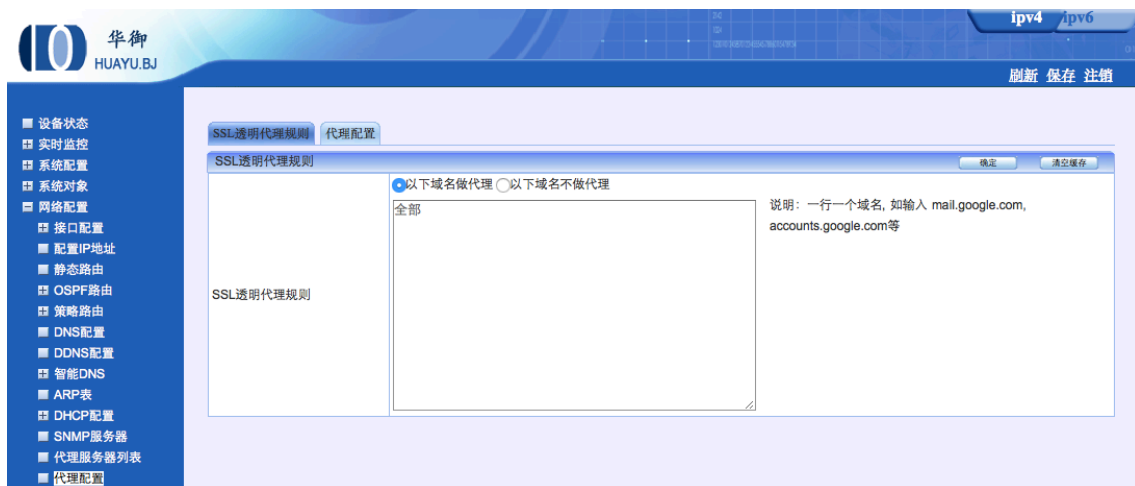 华御
HUAYU.BJ
ipv4 ipv6
刷新 保存 注销
设备状态
实时监控
系统配置
系统对象
网络配置
接口配置
配置IP地址
静态路由
OSPF路由
策略路由
DNS配置
DDNS配置
智能DNS
ARP表
DHCP配置
SNMP服务器
代理服务器列表
代理配置
SSL透明代理规则 代理配置
SSL透明代理规则 确定 清空缓存
SSL透明代理规则
以下域名做代理 以下域名不做代理
全部
说明：一行一个域名, 如输入 mail.google.com,
accounts.google.com等